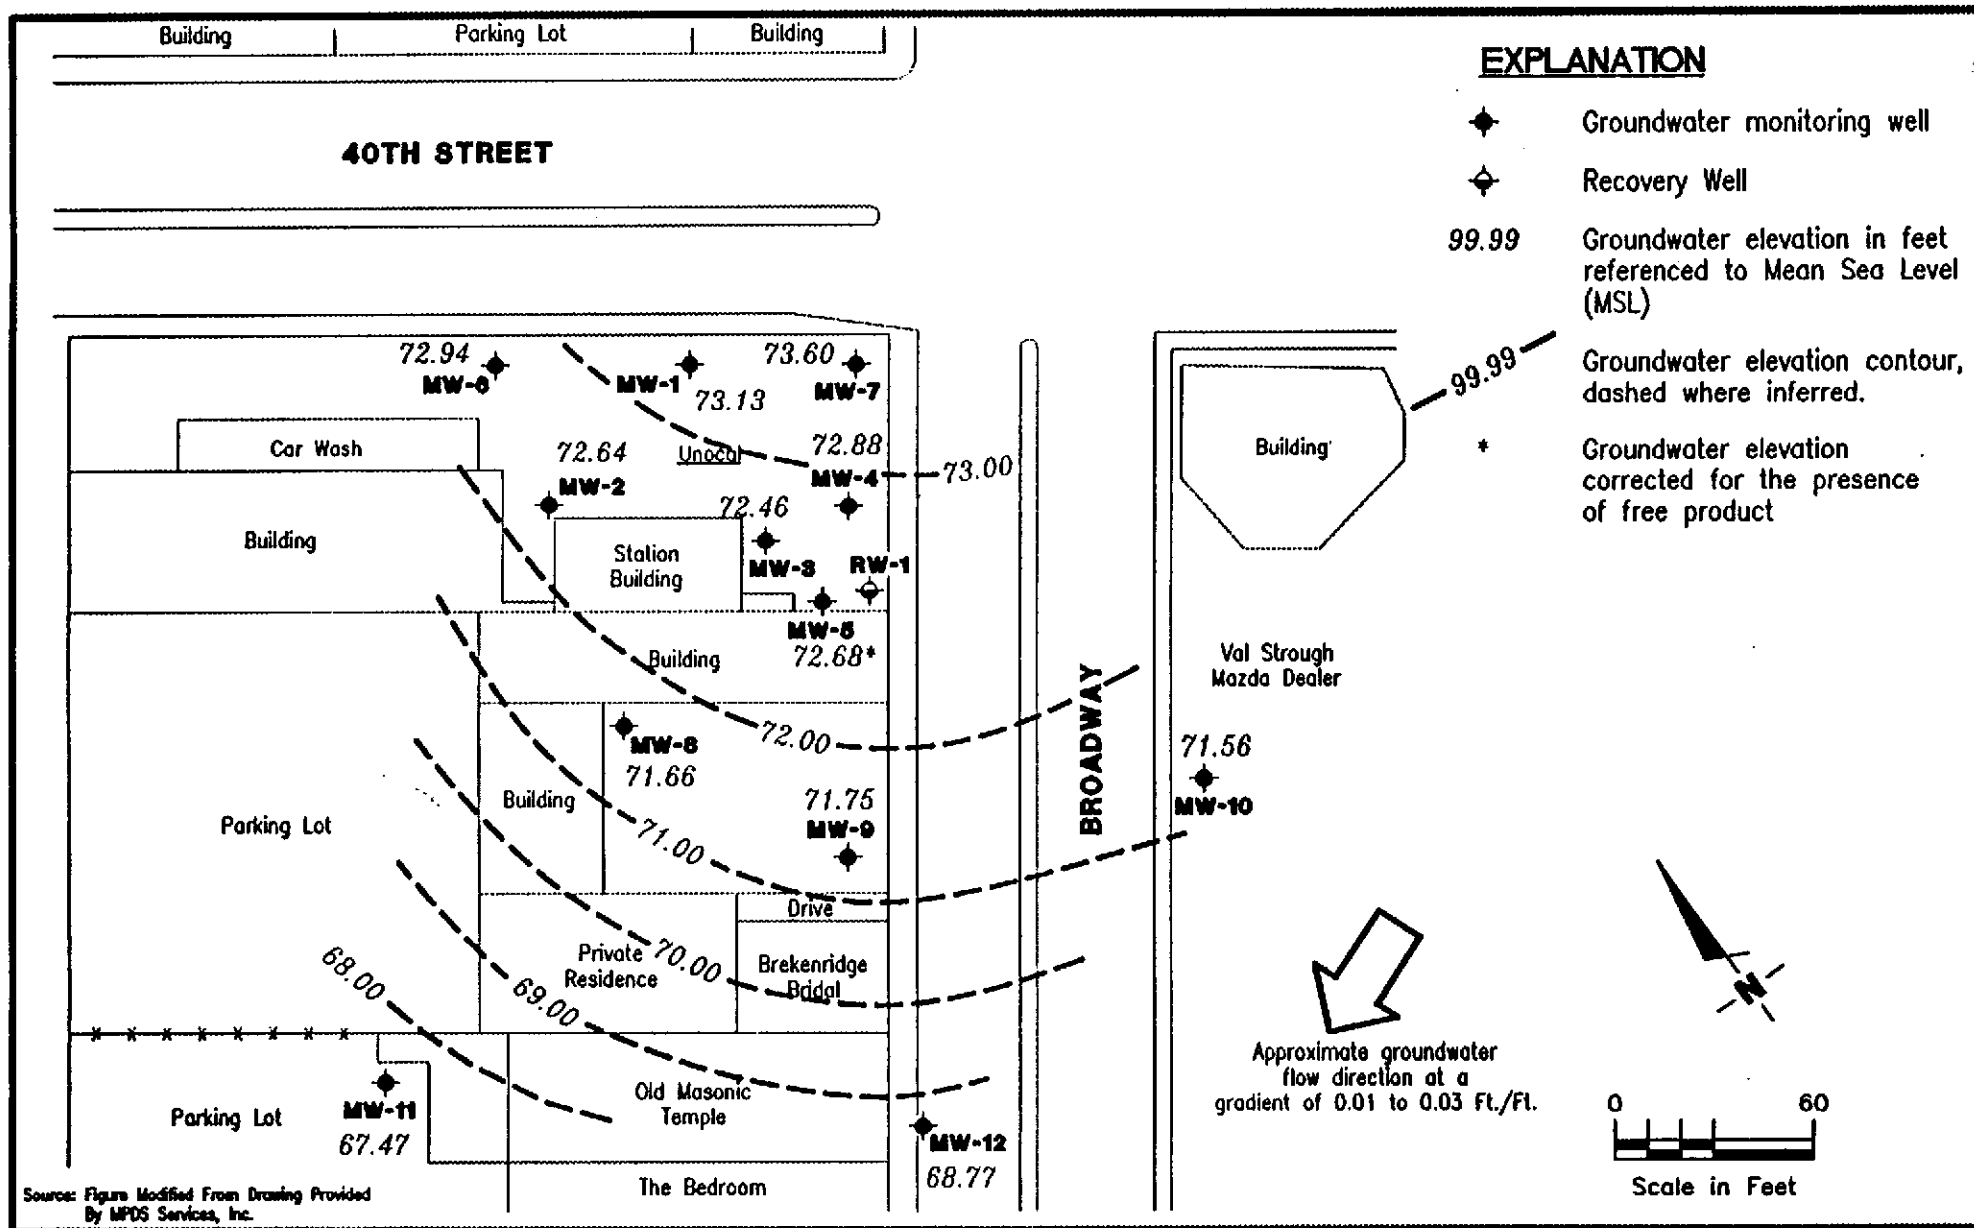 Building
Parking Lot
Building
40TH STREET
EXPLANATION
Groundwater monitoring well
Recovery Well
99.99
Groundwater elevation in feet
referenced to Mean Sea Level
(MSL)
99.99
Groundwater elevation contour,
dashed where inferred.
*
Groundwater elevation
corrected for the presence
of free product
72.94
MW-6
MW-1
73.13
73.60
MW-7
Car Wash
72.64
MW-2
Unocal
72.88
MW-4
73.00
Building
Building
72.46
MW-3
Station
Building
RW-1
MW-5
72.68*
Building
Val Strough
Mazda Dealer
BROADWAY
72.00
MW-8
71.66
71.56
MW-10
Building
71.75
MW-9
Parking Lot
71.00
Drive
Private
Residence
70.00
Brekenridge
Bridal
68.00
69.00
N
Approximate groundwater
flow direction at a
gradient of 0.01 to 0.03 Ft./Ft.
MW-11
67.47
Parking Lot
Old Masonic
Temple
MW-12
68.77
The Bedroom
0 60
Scale in Feet
Source: Figure Modified From Drawing Provided
By MPDS Services, Inc.